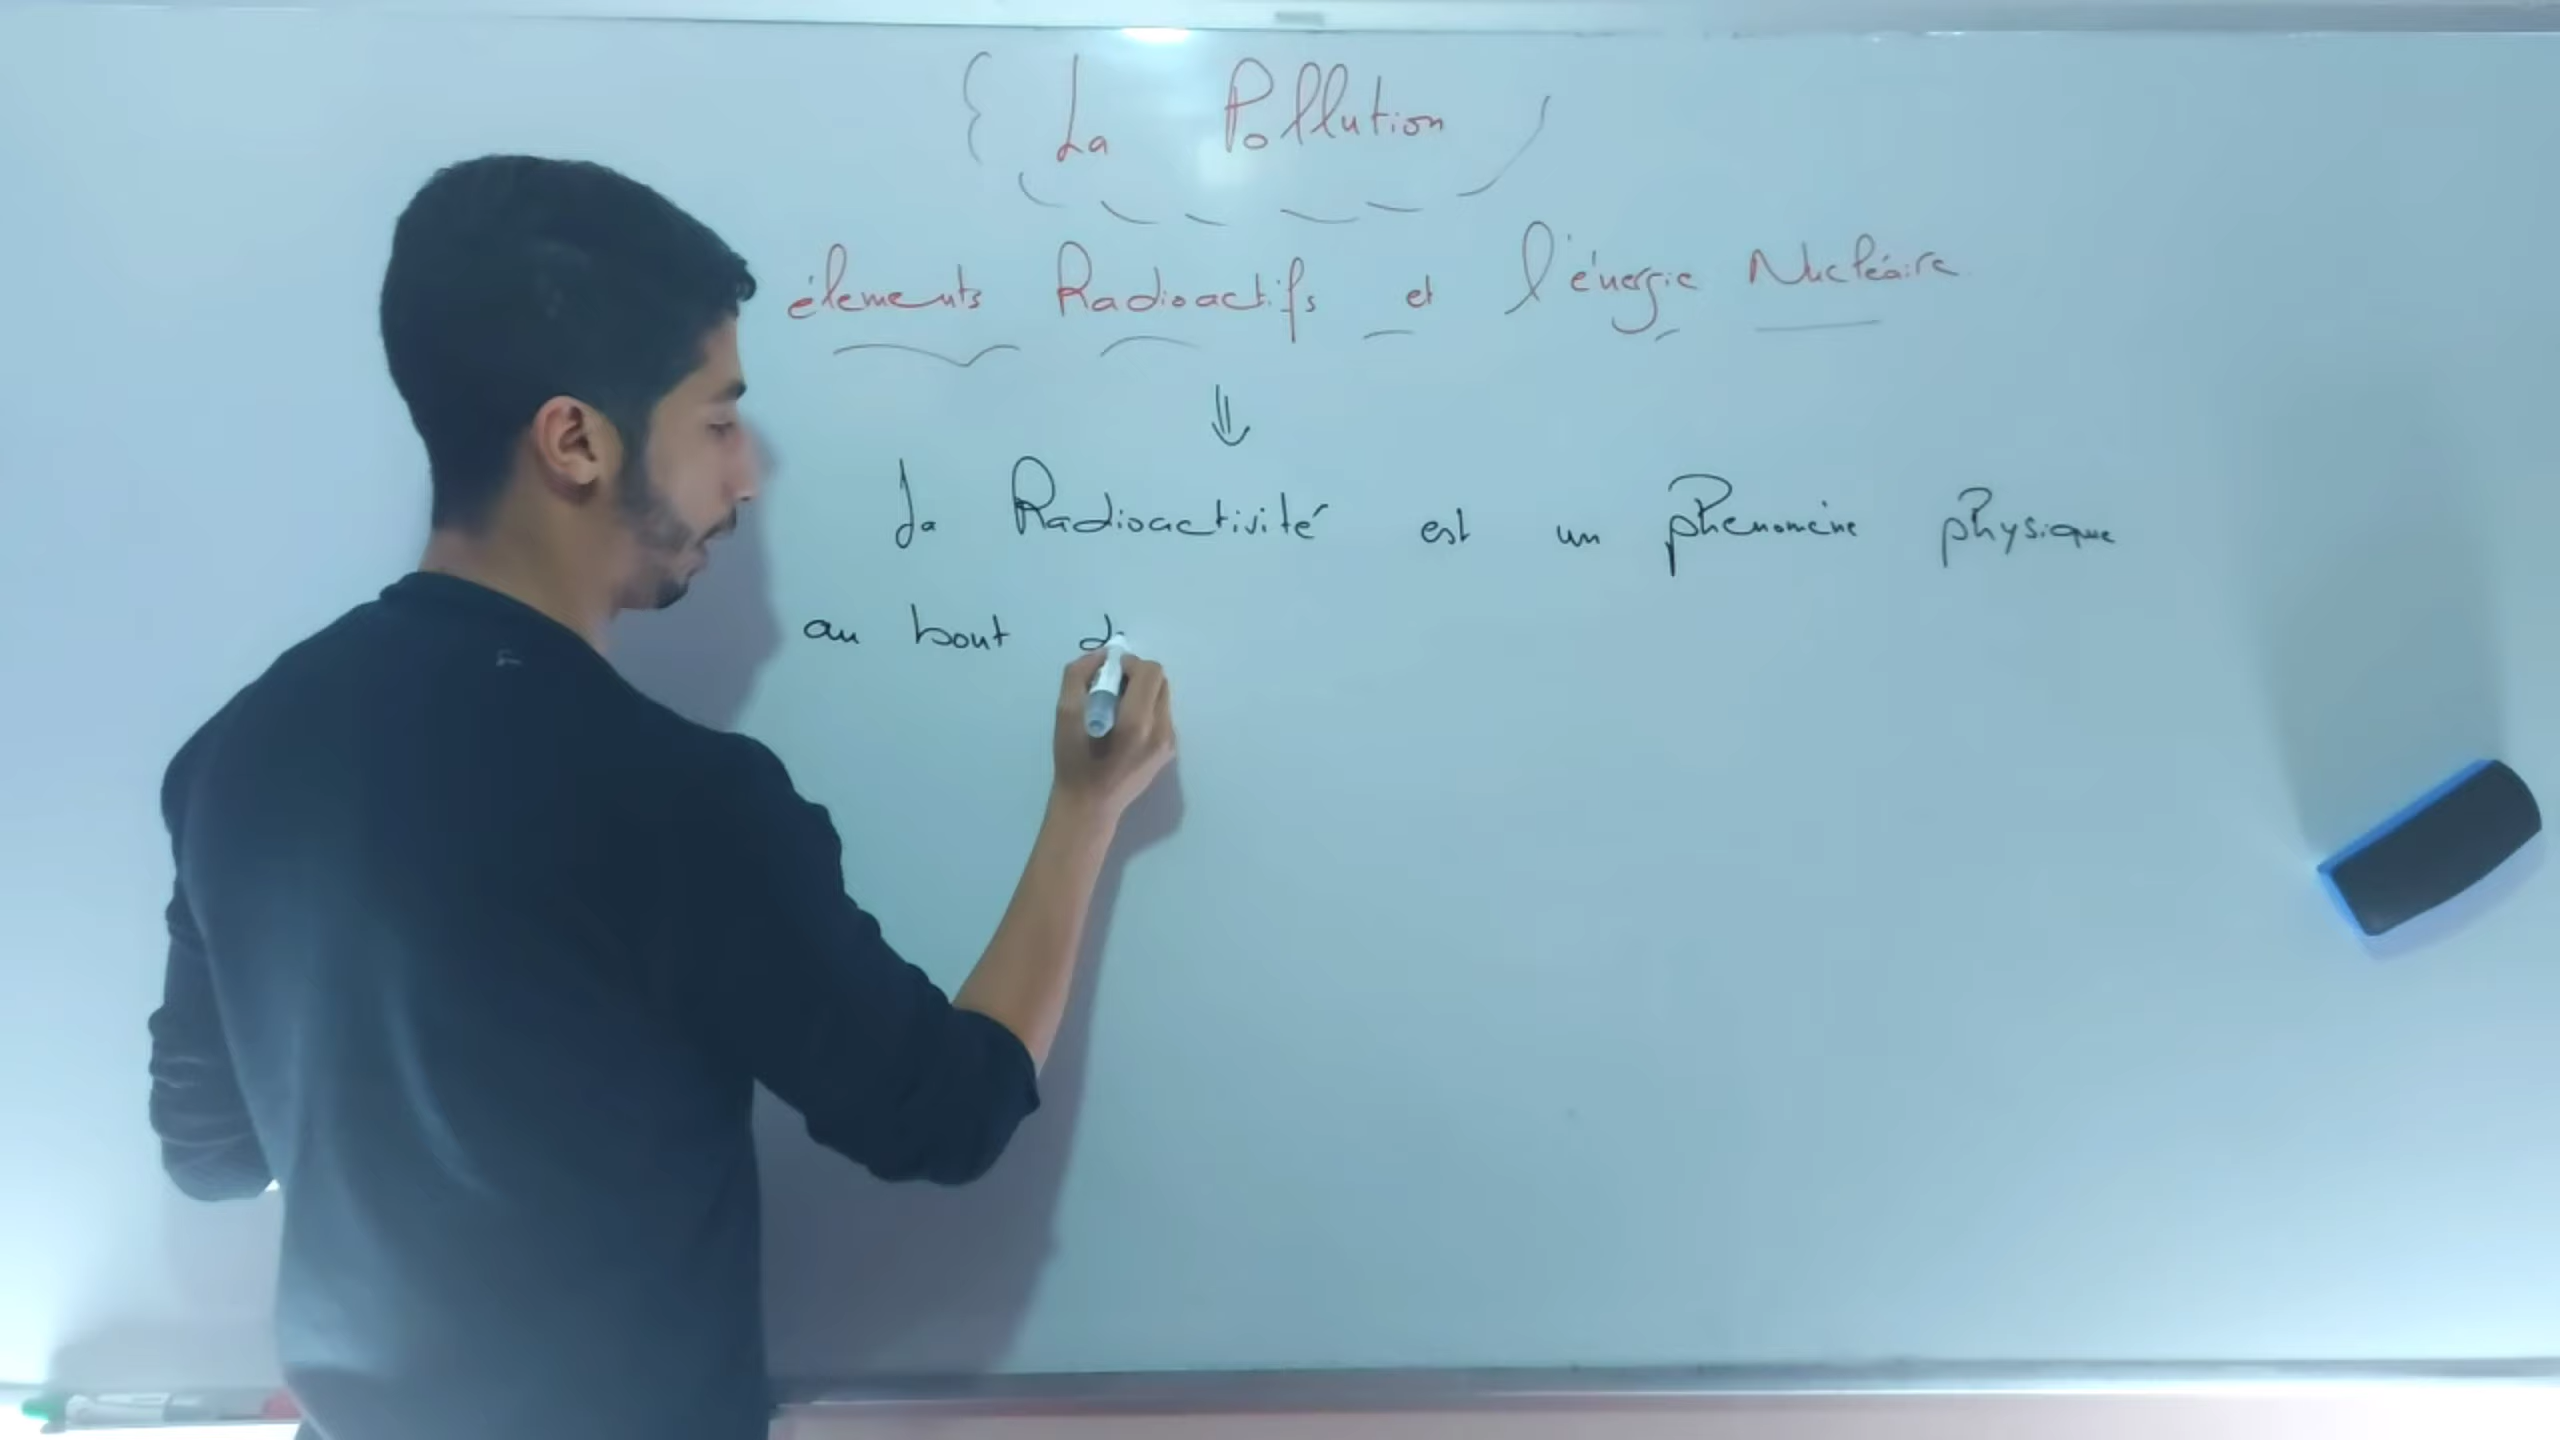 La Pollution
élements Radioactifs et l'énergie Nucléaire
La Radioactivité est un phenomène physique
au bout